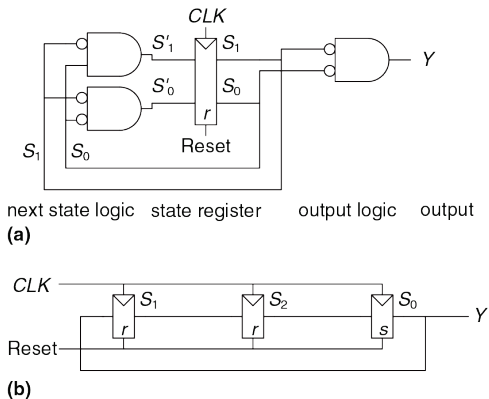 CLK
S'1 S1
Y
S'0 S0
r
S1 S0 Reset
next state logic state register output logic output
(a)
CLK
S1 S2 S0
Y
r r s
Reset
(b)